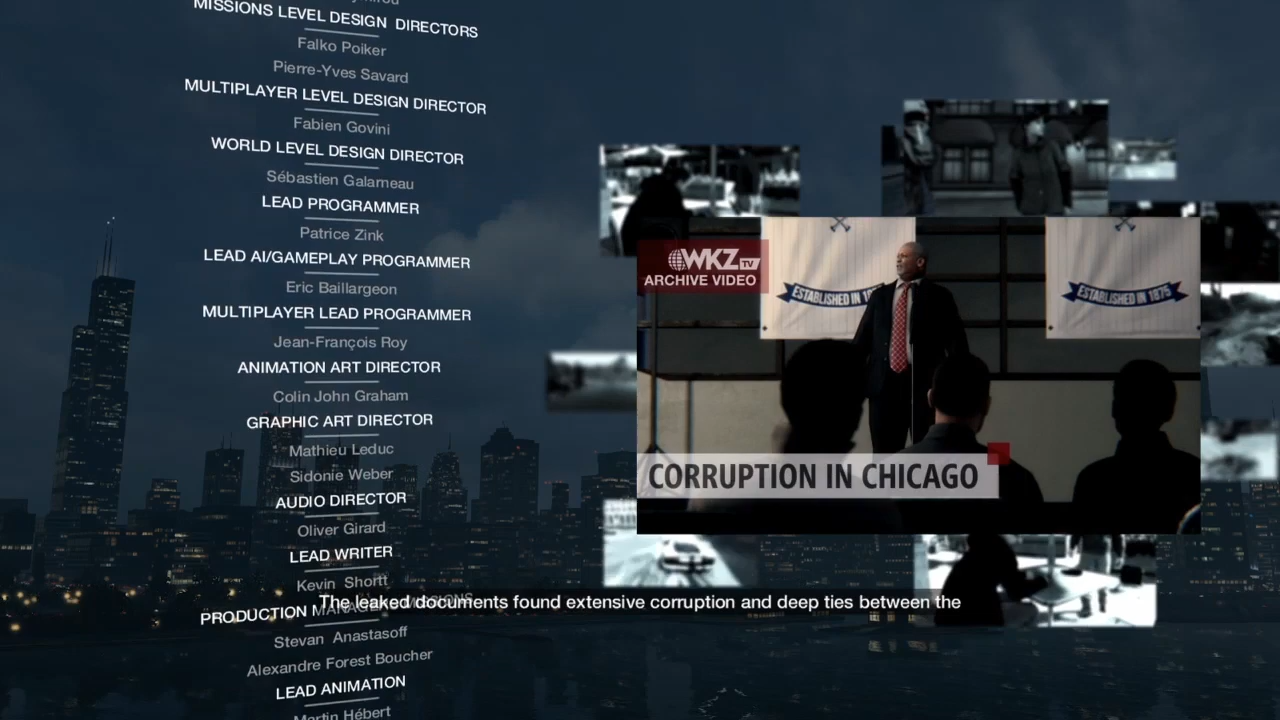 MISSIONS LEVEL DESIGN DIRECTORS
Falko Poiker
Pierre-Yves Savard
MULTIPLAYER LEVEL DESIGN DIRECTOR
Fabien Govini
WORLD LEVEL DESIGN DIRECTOR
Sébastien Galarneau
LEAD PROGRAMMER
Patrice Zink
LEAD AI/GAMEPLAY PROGRAMMER
Eric Baillargeon
MULTIPLAYER LEAD PROGRAMMER
Jean-François Roy
ANIMATION ART DIRECTOR
Colin John Graham
GRAPHIC ART DIRECTOR
Mathieu Leduc
Sidonie Weber
AUDIO DIRECTOR
Oliver Girard
LEAD WRITER
Kevin Shortt
PRODUCTION
Stevan Anastasoff
Alexandre Forest Boucher
LEAD ANIMATION
Martin Hébert
WKZ TV
ARCHIVE VIDEO
ESTABLISHED IN
ESTABLISHED IN 1875
CORRUPTION IN CHICAGO
The leaked documents found extensive corruption and deep ties between the